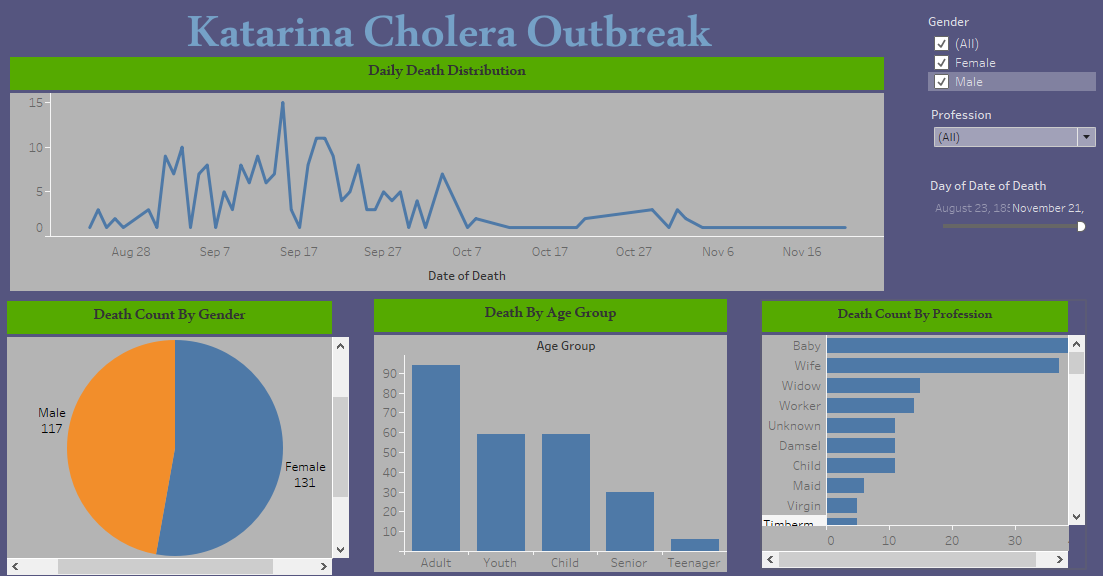 Katarina Cholera Outbreak
Daily Death Distribution
15
10
5
0
Aug 28 Sep 7 Sep 17 Sep 27 Oct 7 Oct 17 Oct 27 Nov 6 Nov 16
Date of Death
Gender
(All)
Female
Male
Profession
(All)
Day of Date of Death
August 23, 185 November 21,
Death Count By Gender
Male
117
Female
131
Death By Age Group
Age Group
90
80
70
60
50
40
30
20
10
Adult Youth Child Senior Teenager
Death Count By Profession
Baby
Wife
Widow
Worker
Unknown
Damsel
Child
Maid
Virgin
Timberm
0 10 20 30